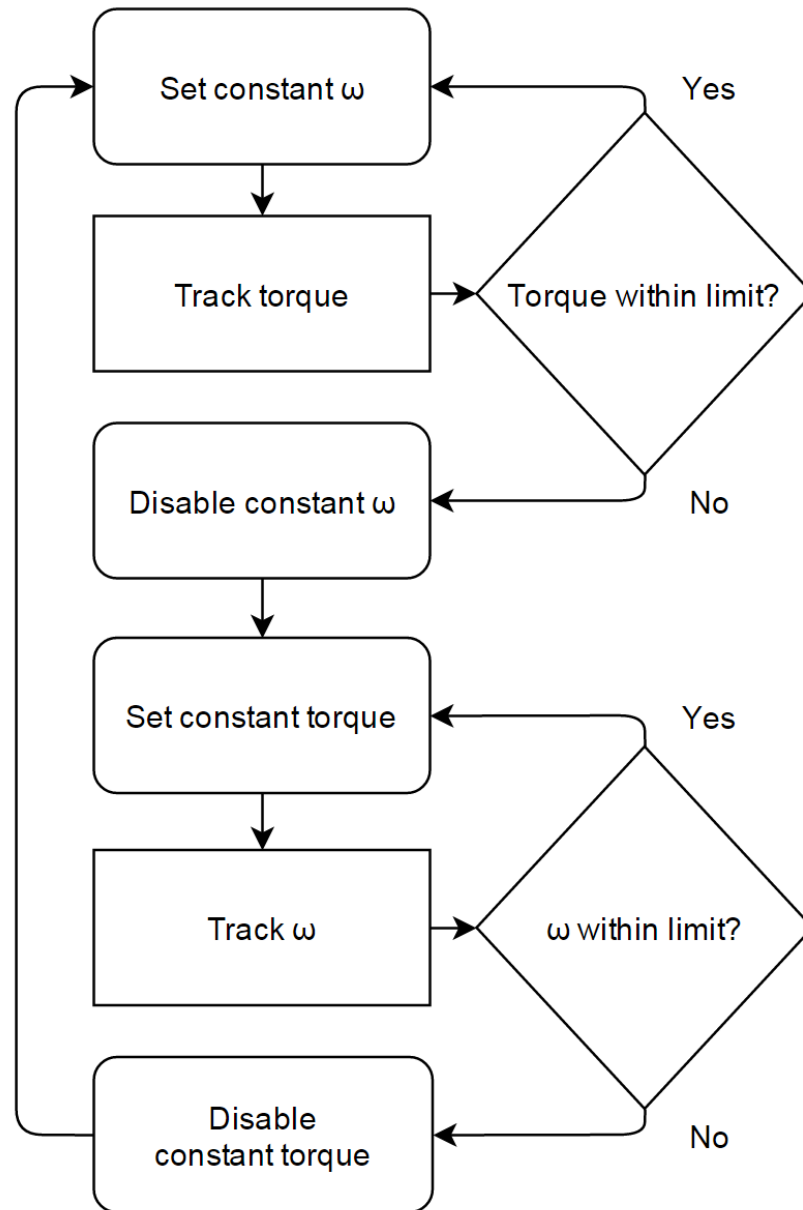 Set constant ω
Yes
Track torque
Torque within limit?
Disable constant ω
No
Set constant torque
Yes
Track ω
ω within limit?
Disable
constant torque
No